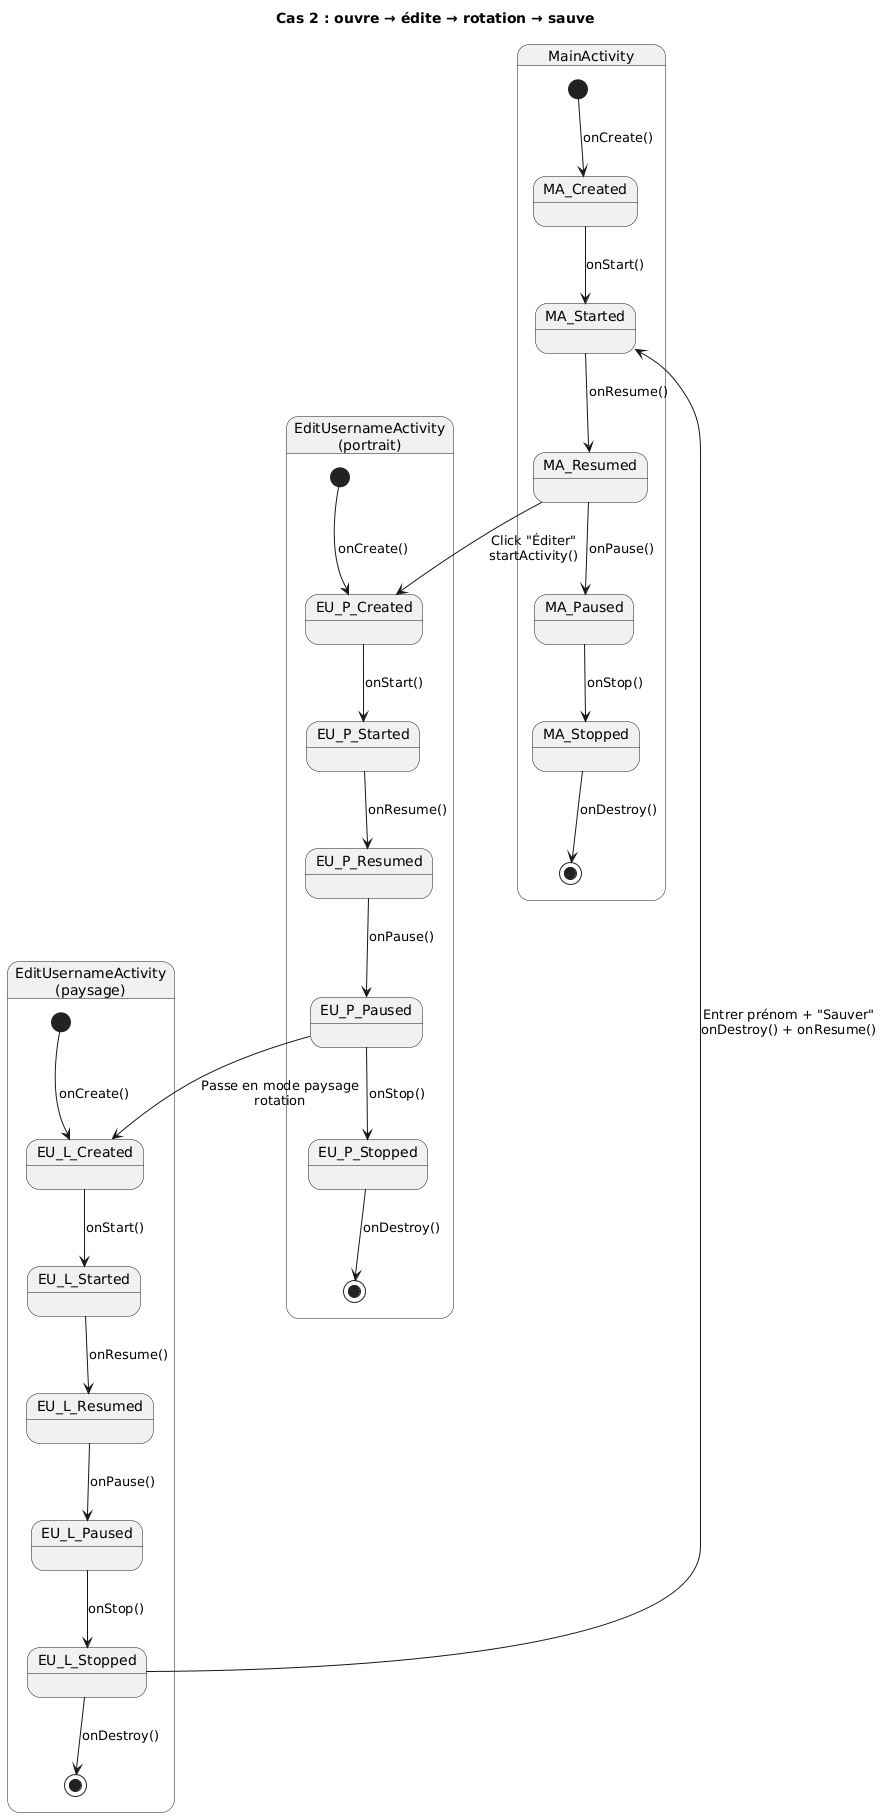 Cas 2 : ouvre → édite → rotation → sauve
MainActivity
onCreate()
MA_Created
onStart()
MA_Started
onResume()
MA_Resumed
onPause()
MA_Paused
onStop()
MA_Stopped
onDestroy()
EditUsernameActivity
(portrait)
onCreate()
Click "Éditer"
startActivity()
EU_P_Created
onStart()
EU_P_Started
onResume()
EU_P_Resumed
onPause()
EU_P_Paused
onStop()
EU_P_Stopped
onDestroy()
EditUsernameActivity
(paysage)
onCreate()
Passe en mode paysage
rotation
EU_L_Created
onStart()
EU_L_Started
onResume()
EU_L_Resumed
onPause()
EU_L_Paused
onStop()
EU_L_Stopped
onDestroy()
Entrer prénom + "Sauver"
onDestroy() + onResume()